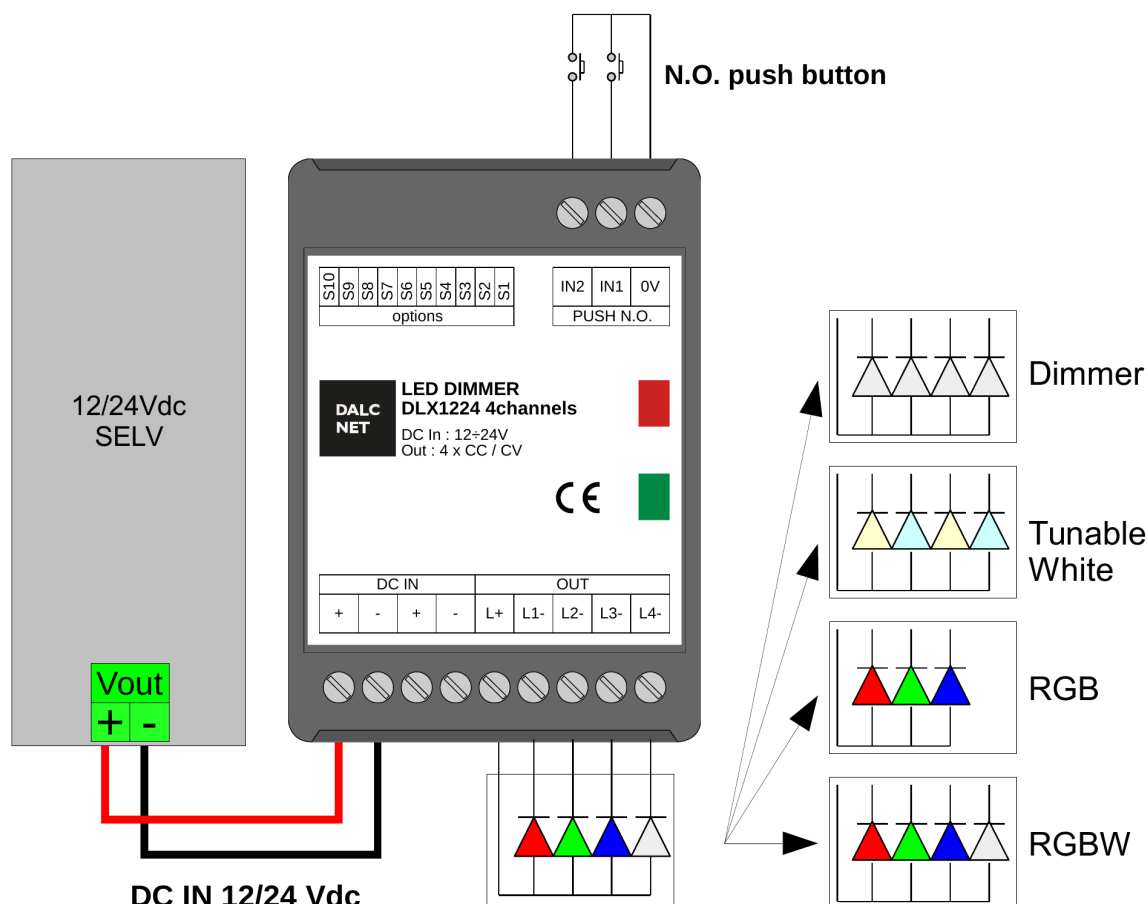 N.O. push button
12/24Vdc
SELV
Vout
+ -
DC IN 12/24 Vdc
S10 S9 S8 S7 S6 S5 S4 S3 S2 S1
options
IN2 IN1 0V
PUSH N.O.
DALC
NET
LED DIMMER
DLX1224 4channels
DC In : 12÷24V
Out : 4 x CC / CV
CE
DC IN OUT
+ - + - L+ L1- L2- L3- L4-
Dimmer
Tunable
White
RGB
RGBW